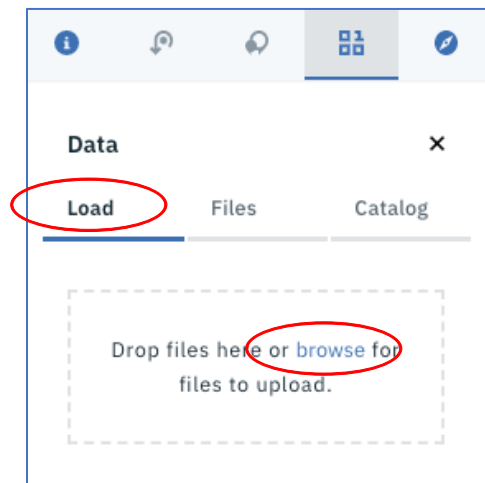 Data
Load Files Catalog
Drop files here or browse for
files to upload.